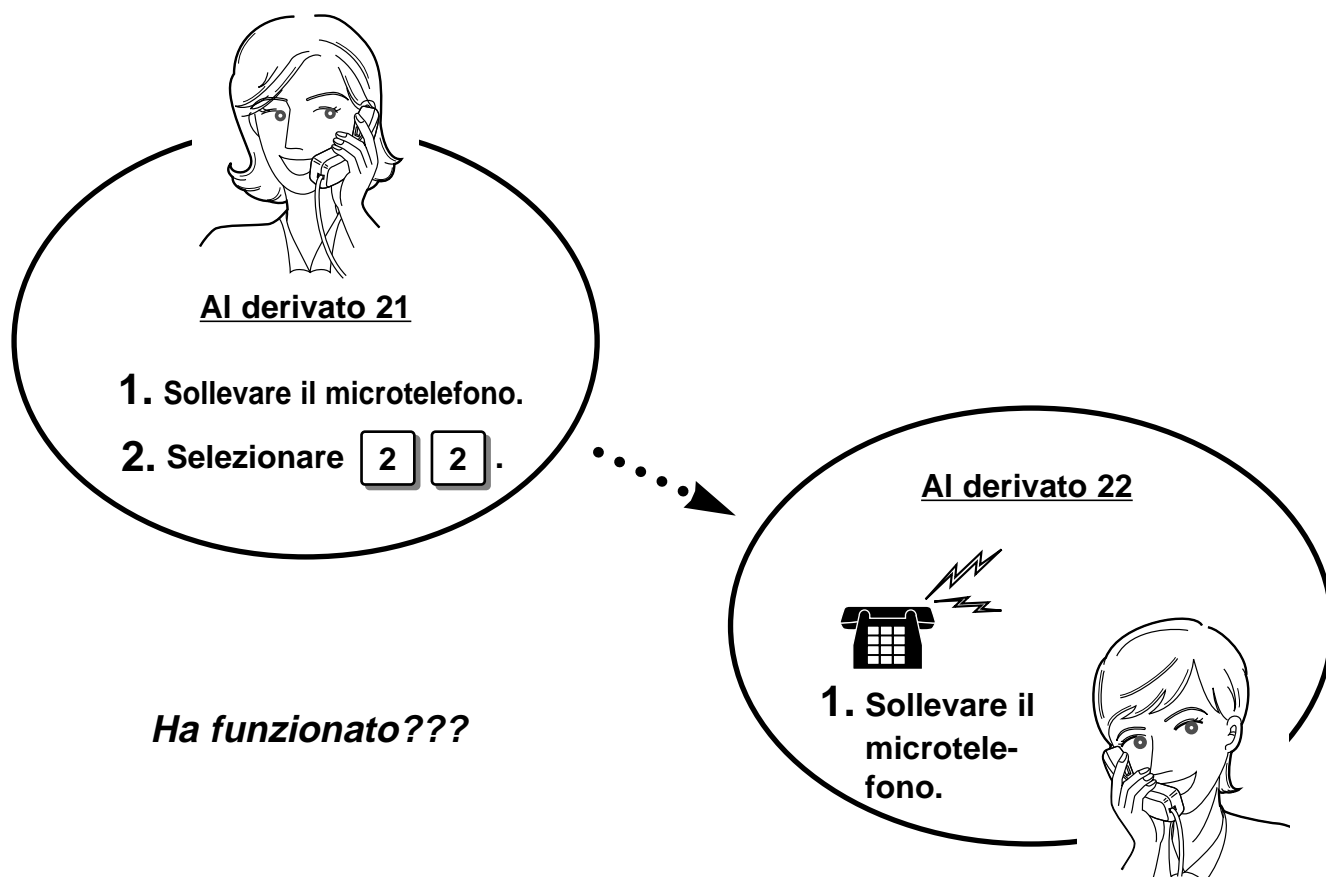 Al derivato 21
1. Sollevare il microtelefono.
2. Selezionare 2 2 .
Al derivato 22
1. Sollevare il
microtele-
fono.
Ha funzionato???